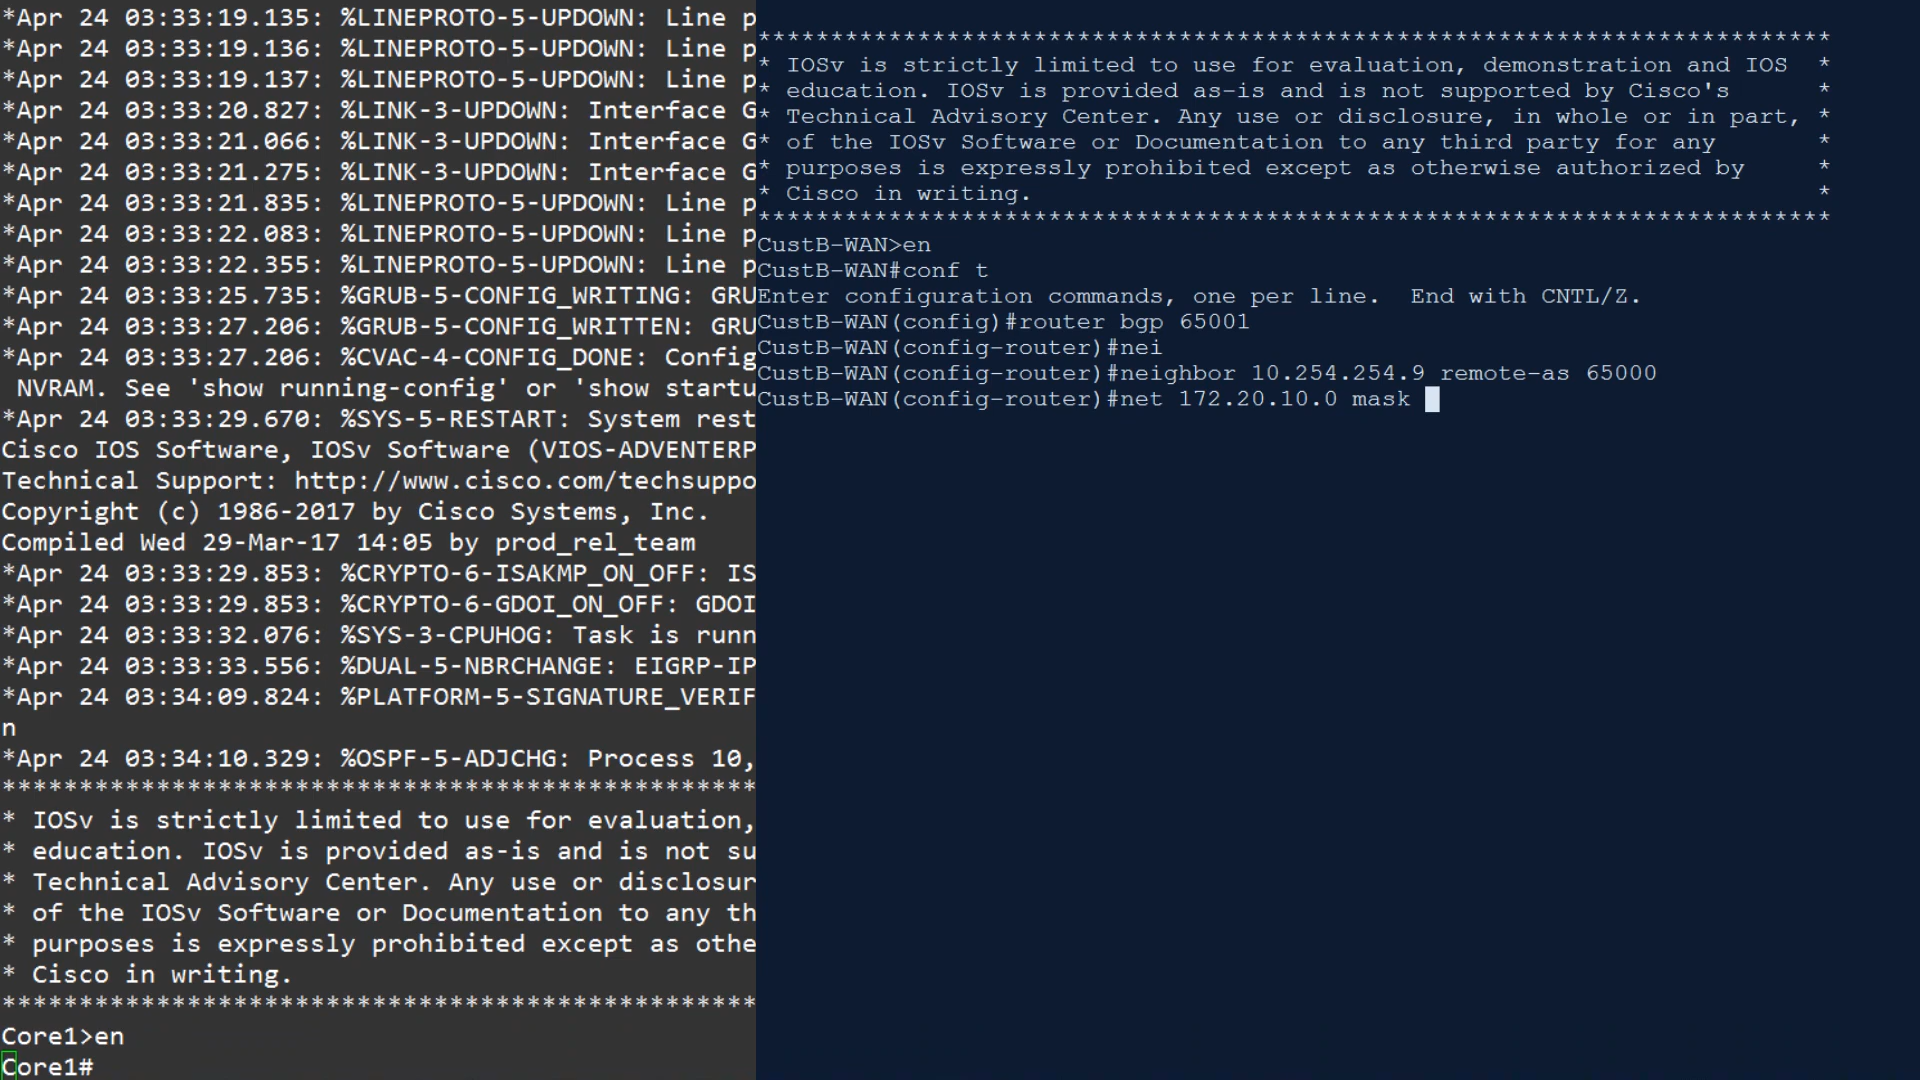 *Apr 24 03:33:19.135: %LINEPROTO-5-UPDOWN: Line p
*Apr 24 03:33:19.136: %LINEPROTO-5-UPDOWN: Line p
*Apr 24 03:33:19.137: %LINEPROTO-5-UPDOWN: Line p
*Apr 24 03:33:20.827: %LINK-3-UPDOWN: Interface G
*Apr 24 03:33:21.066: %LINK-3-UPDOWN: Interface G
*Apr 24 03:33:21.275: %LINK-3-UPDOWN: Interface G
*Apr 24 03:33:21.835: %LINEPROTO-5-UPDOWN: Line p
*Apr 24 03:33:22.083: %LINEPROTO-5-UPDOWN: Line p
*Apr 24 03:33:22.355: %LINEPROTO-5-UPDOWN: Line p
*Apr 24 03:33:25.735: %GRUB-5-CONFIG_WRITING: GRU
*Apr 24 03:33:27.206: %GRUB-5-CONFIG_WRITTEN: GRU
*Apr 24 03:33:27.206: %CVAC-4-CONFIG_DONE: Config
 NVRAM. See 'show running-config' or 'show startu
*Apr 24 03:33:29.670: %SYS-5-RESTART: System rest
Cisco IOS Software, IOSv Software (VIOS-ADVENTERP
Technical Support: http://www.cisco.com/techsuppo
Copyright (c) 1986-2017 by Cisco Systems, Inc.
Compiled Wed 29-Mar-17 14:05 by prod_rel_team
*Apr 24 03:33:29.853: %CRYPTO-6-ISAKMP_ON_OFF: IS
*Apr 24 03:33:29.853: %CRYPTO-6-GDOI_ON_OFF: GDOI
*Apr 24 03:33:32.076: %SYS-3-CPUHOG: Task is runn
*Apr 24 03:33:33.556: %DUAL-5-NBRCHANGE: EIGRP-IP
*Apr 24 03:34:09.824: %PLATFORM-5-SIGNATURE_VERIF
n
*Apr 24 03:34:10.329: %OSPF-5-ADJCHG: Process 10,
*************************************************
* IOSv is strictly limited to use for evaluation,
* education. IOSv is provided as-is and is not su
* Technical Advisory Center. Any use or disclosur
* of the IOSv Software or Documentation to any th
* purposes is expressly prohibited except as othe
* Cisco in writing.
*************************************************
Core1>en
Core1#
**************************************************************************
* IOSv is strictly limited to use for evaluation, demonstration and IOS  *
* education. IOSv is provided as-is and is not supported by Cisco's      *
* Technical Advisory Center. Any use or disclosure, in whole or in part, *
* of the IOSv Software or Documentation to any third party for any       *
* purposes is expressly prohibited except as otherwise authorized by     *
* Cisco in writing.                                                      *
**************************************************************************
CustB-WAN>en
CustB-WAN#conf t
Enter configuration commands, one per line.  End with CNTL/Z.
CustB-WAN(config)#router bgp 65001
CustB-WAN(config-router)#nei
CustB-WAN(config-router)#neighbor 10.254.254.9 remote-as 65000
CustB-WAN(config-router)#net 172.20.10.0 mask